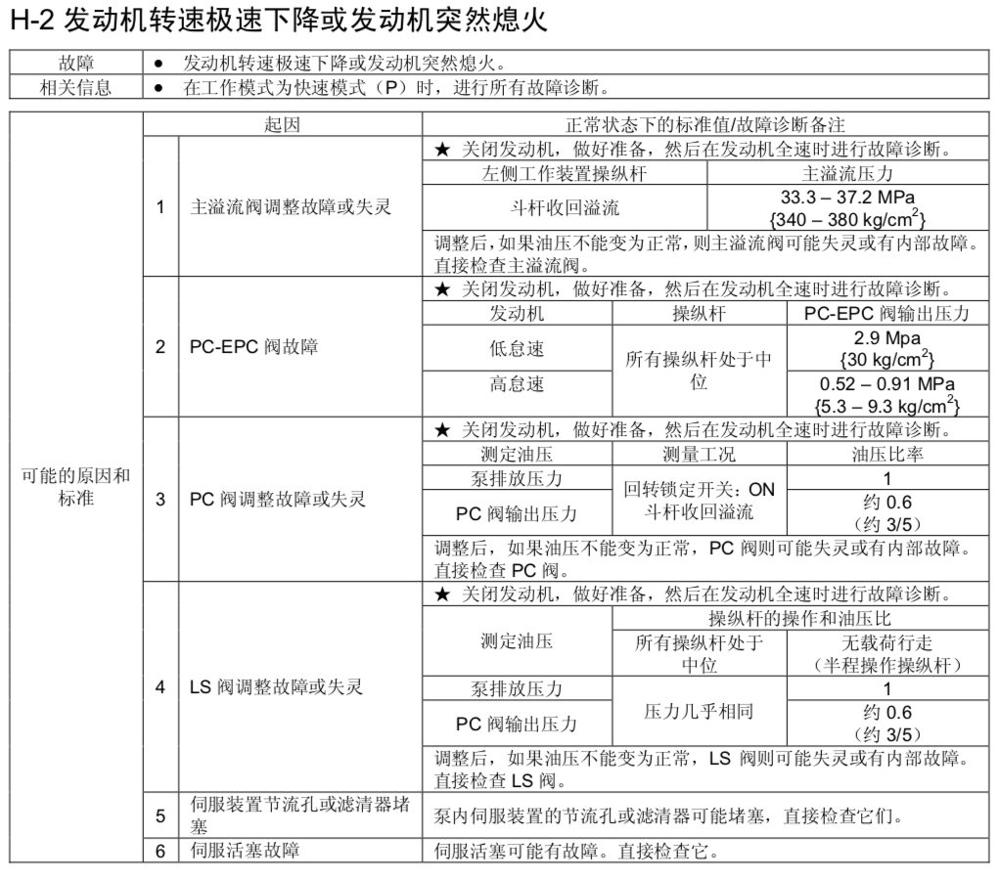 H-2 发动机转速极速下降或发动机突然熄火
故障
● 发动机转速极速下降或发动机突然熄火。
相关信息
● 在工作模式为快速模式（P）时，进行所有故障诊断。
可能的原因和
标准
起因
正常状态下的标准值/故障诊断备注
1
主溢流阀调整故障或失灵
★ 关闭发动机，做好准备，然后在发动机全速时进行故障诊断。
左侧工作装置操纵杆
主溢流压力
斗杆收回溢流
33.3 – 37.2 MPa
{340 – 380 kg/cm²}
调整后，如果油压不能变为正常，则主溢流阀可能失灵或有内部故障。
直接检查主溢流阀。
2
PC-EPC 阀故障
★ 关闭发动机，做好准备，然后在发动机全速时进行故障诊断。
发动机
操纵杆
PC-EPC 阀输出压力
低怠速
所有操纵杆处于中
位
2.9 Mpa
{30 kg/cm²}
高怠速
0.52 – 0.91 MPa
{5.3 – 9.3 kg/cm²}
3
PC 阀调整故障或失灵
★ 关闭发动机，做好准备，然后在发动机全速时进行故障诊断。
测定油压
测量工况
油压比率
泵排放压力
回转锁定开关：ON
斗杆收回溢流
1
PC 阀输出压力
约 0.6
（约 3/5）
调整后，如果油压不能变为正常，PC 阀则可能失灵或有内部故障。
直接检查 PC 阀。
4
LS 阀调整故障或失灵
★ 关闭发动机，做好准备，然后在发动机全速时进行故障诊断。
测定油压
操纵杆的操作和油压比
所有操纵杆处于
中位
无载荷行走
（半程操作操纵杆）
泵排放压力
压力几乎相同
1
PC 阀输出压力
约 0.6
（约 3/5）
调整后，如果油压不能变为正常，LS 阀则可能失灵或有内部故障。
直接检查 LS 阀。
5
伺服装置节流孔或滤清器堵
塞
泵内伺服装置的节流孔或滤清器可能堵塞，直接检查它们。
6
伺服活塞故障
伺服活塞可能有故障。直接检查它。